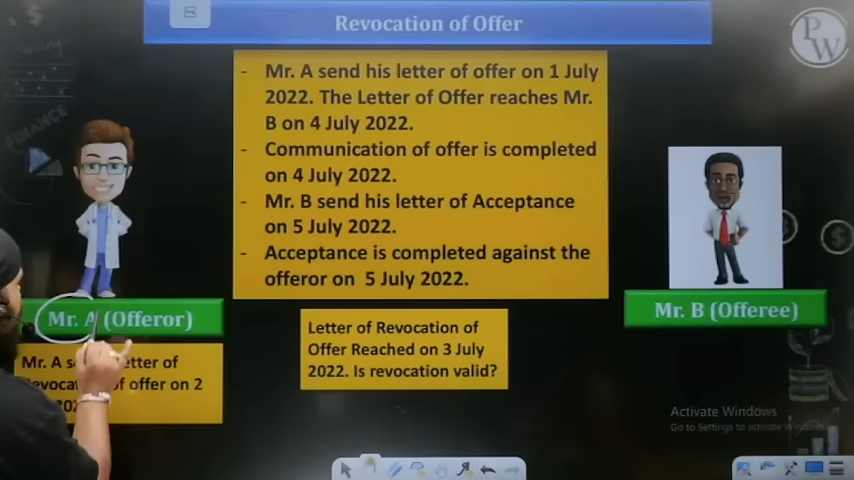 Revocation of Offer
PW
- Mr. A send his letter of offer on 1 July
2022. The Letter of Offer reaches Mr.
B on 4 July 2022.
- Communication of offer is completed
on 4 July 2022.
- Mr. B send his letter of Acceptance
on 5 July 2022.
- Acceptance is completed against the
offeror on 5 July 2022.
FINANCE
Mr. A (Offeror)
Mr. B (Offeree)
Mr. A etter of
of offer on 2
Letter of Revocation of
Offer Reached on 3 July
2022. Is revocation valid?
Activate Windows
Go to Settings to activate Windows.